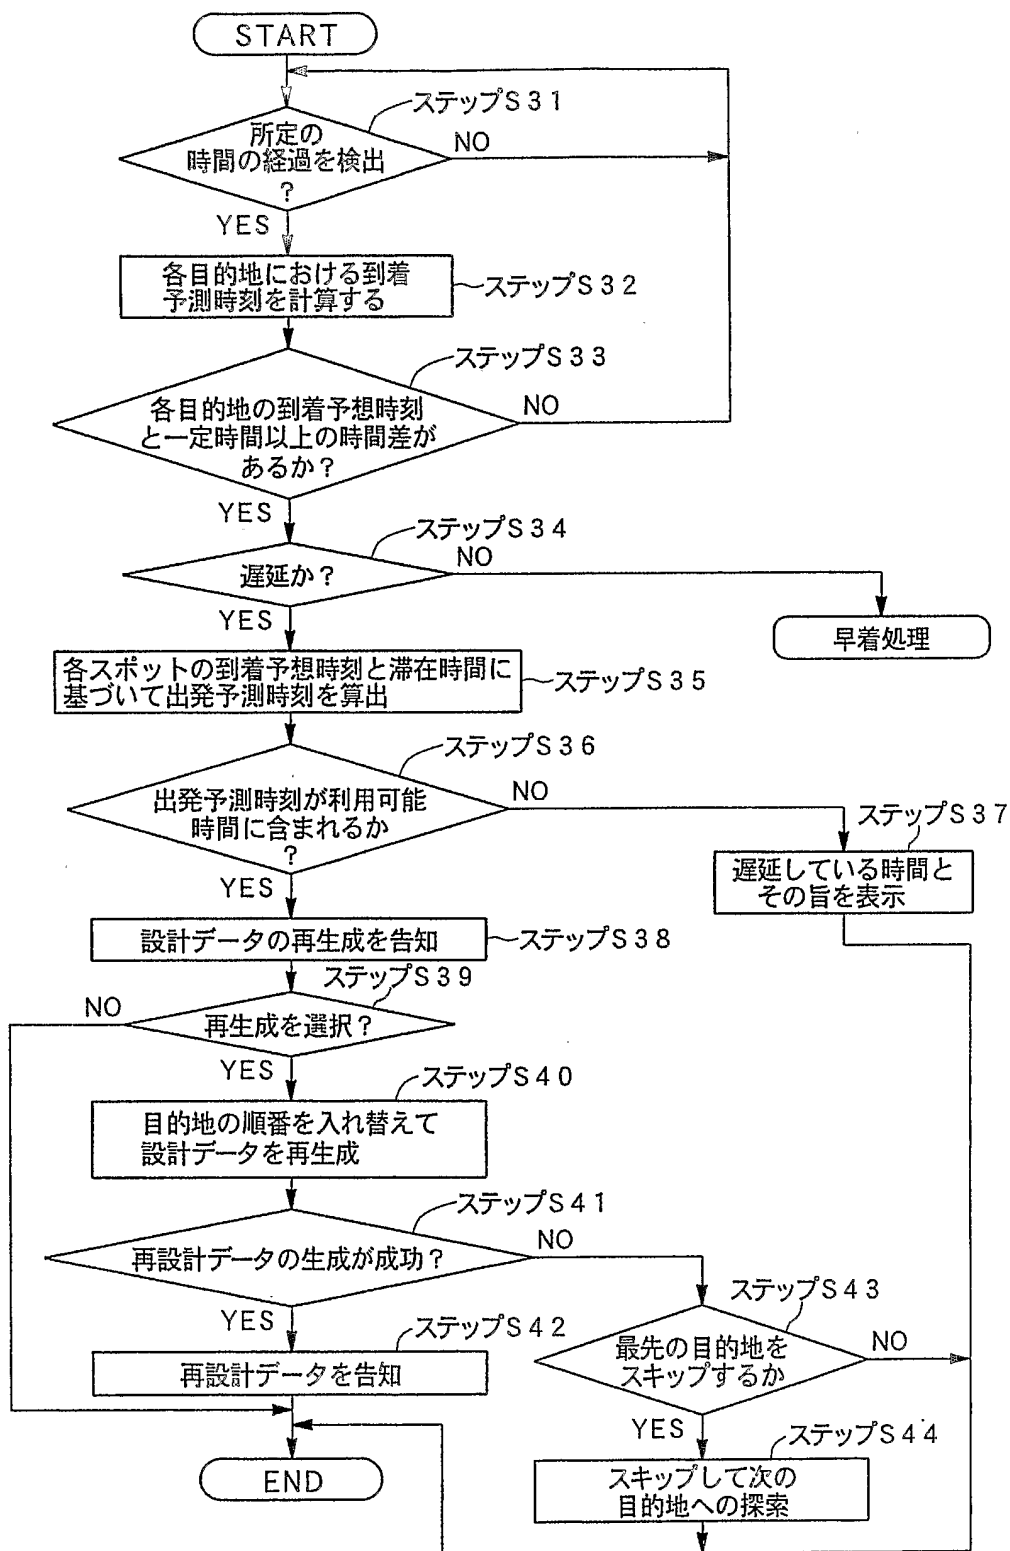 START
ステップS31
所定の
時間の経過を検出
?
NO
YES
各目的地における到着
予測時刻を計算する
ステップS32
ステップS33
各目的地の到着予想時刻
と一定時間以上の時間差が
あるか?
NO
YES
ステップS34
遅延か?
NO
YES
早着処理
各スポットの到着予想時刻と滞在時間に
基づいて出発予測時刻を算出
ステップS35
ステップS36
出発予測時刻が利用可能
時間に含まれるか
?
NO
YES
ステップS37
遅延している時間と
その旨を表示
設計データの再生成を告知
ステップS38
ステップS39
再生成を選択?
NO
YES
ステップS40
目的地の順番を入れ替えて
設計データを再生成
ステップS41
再設計データの生成が成功?
NO
YES
ステップS42
再設計データを告知
ステップS43
最先の目的地を
スキップするか
NO
YES
ステップS44
スキップして次の
目的地への探索
END